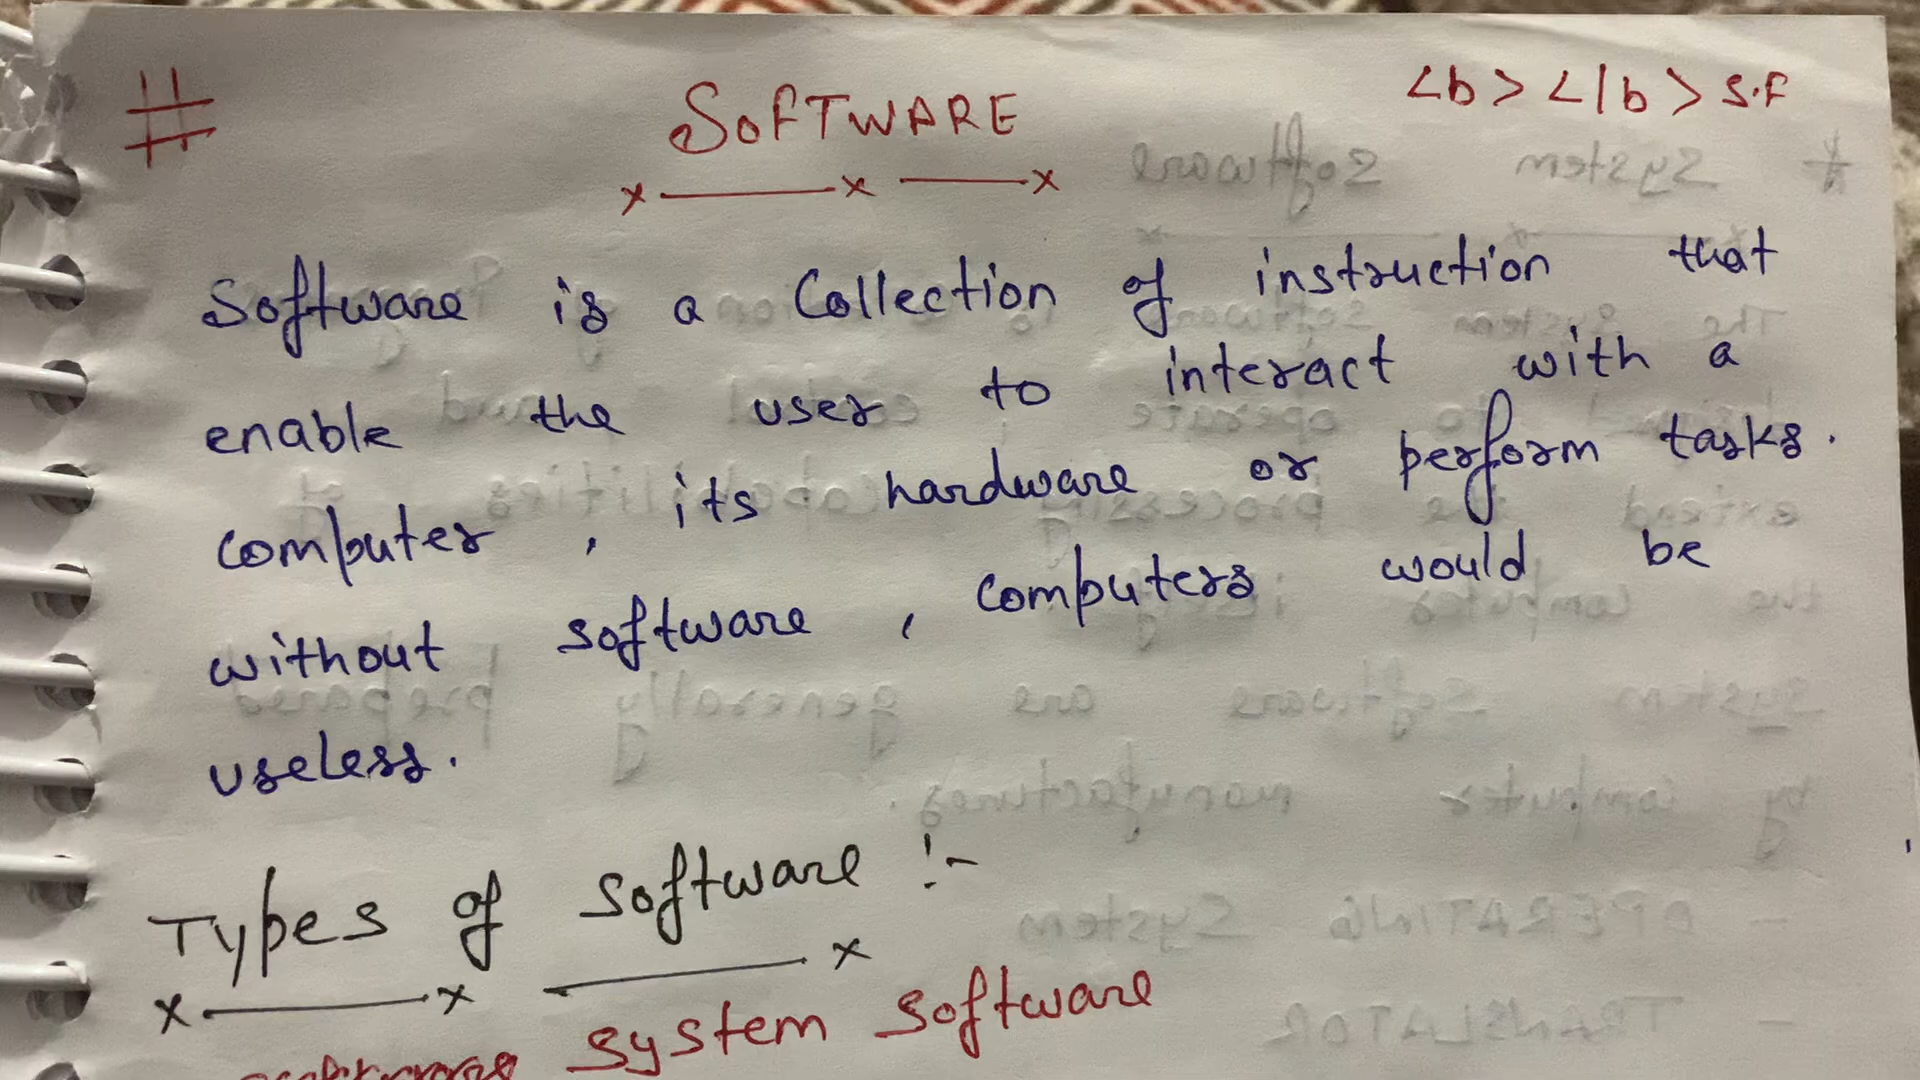 # SOFTWARE <b></b> S.F
Software is a Collection of instruction that
enable the user to interact with a
computer, its hardware or perform tasks.
without software, computers would be
useless.
Types of software :-
system software